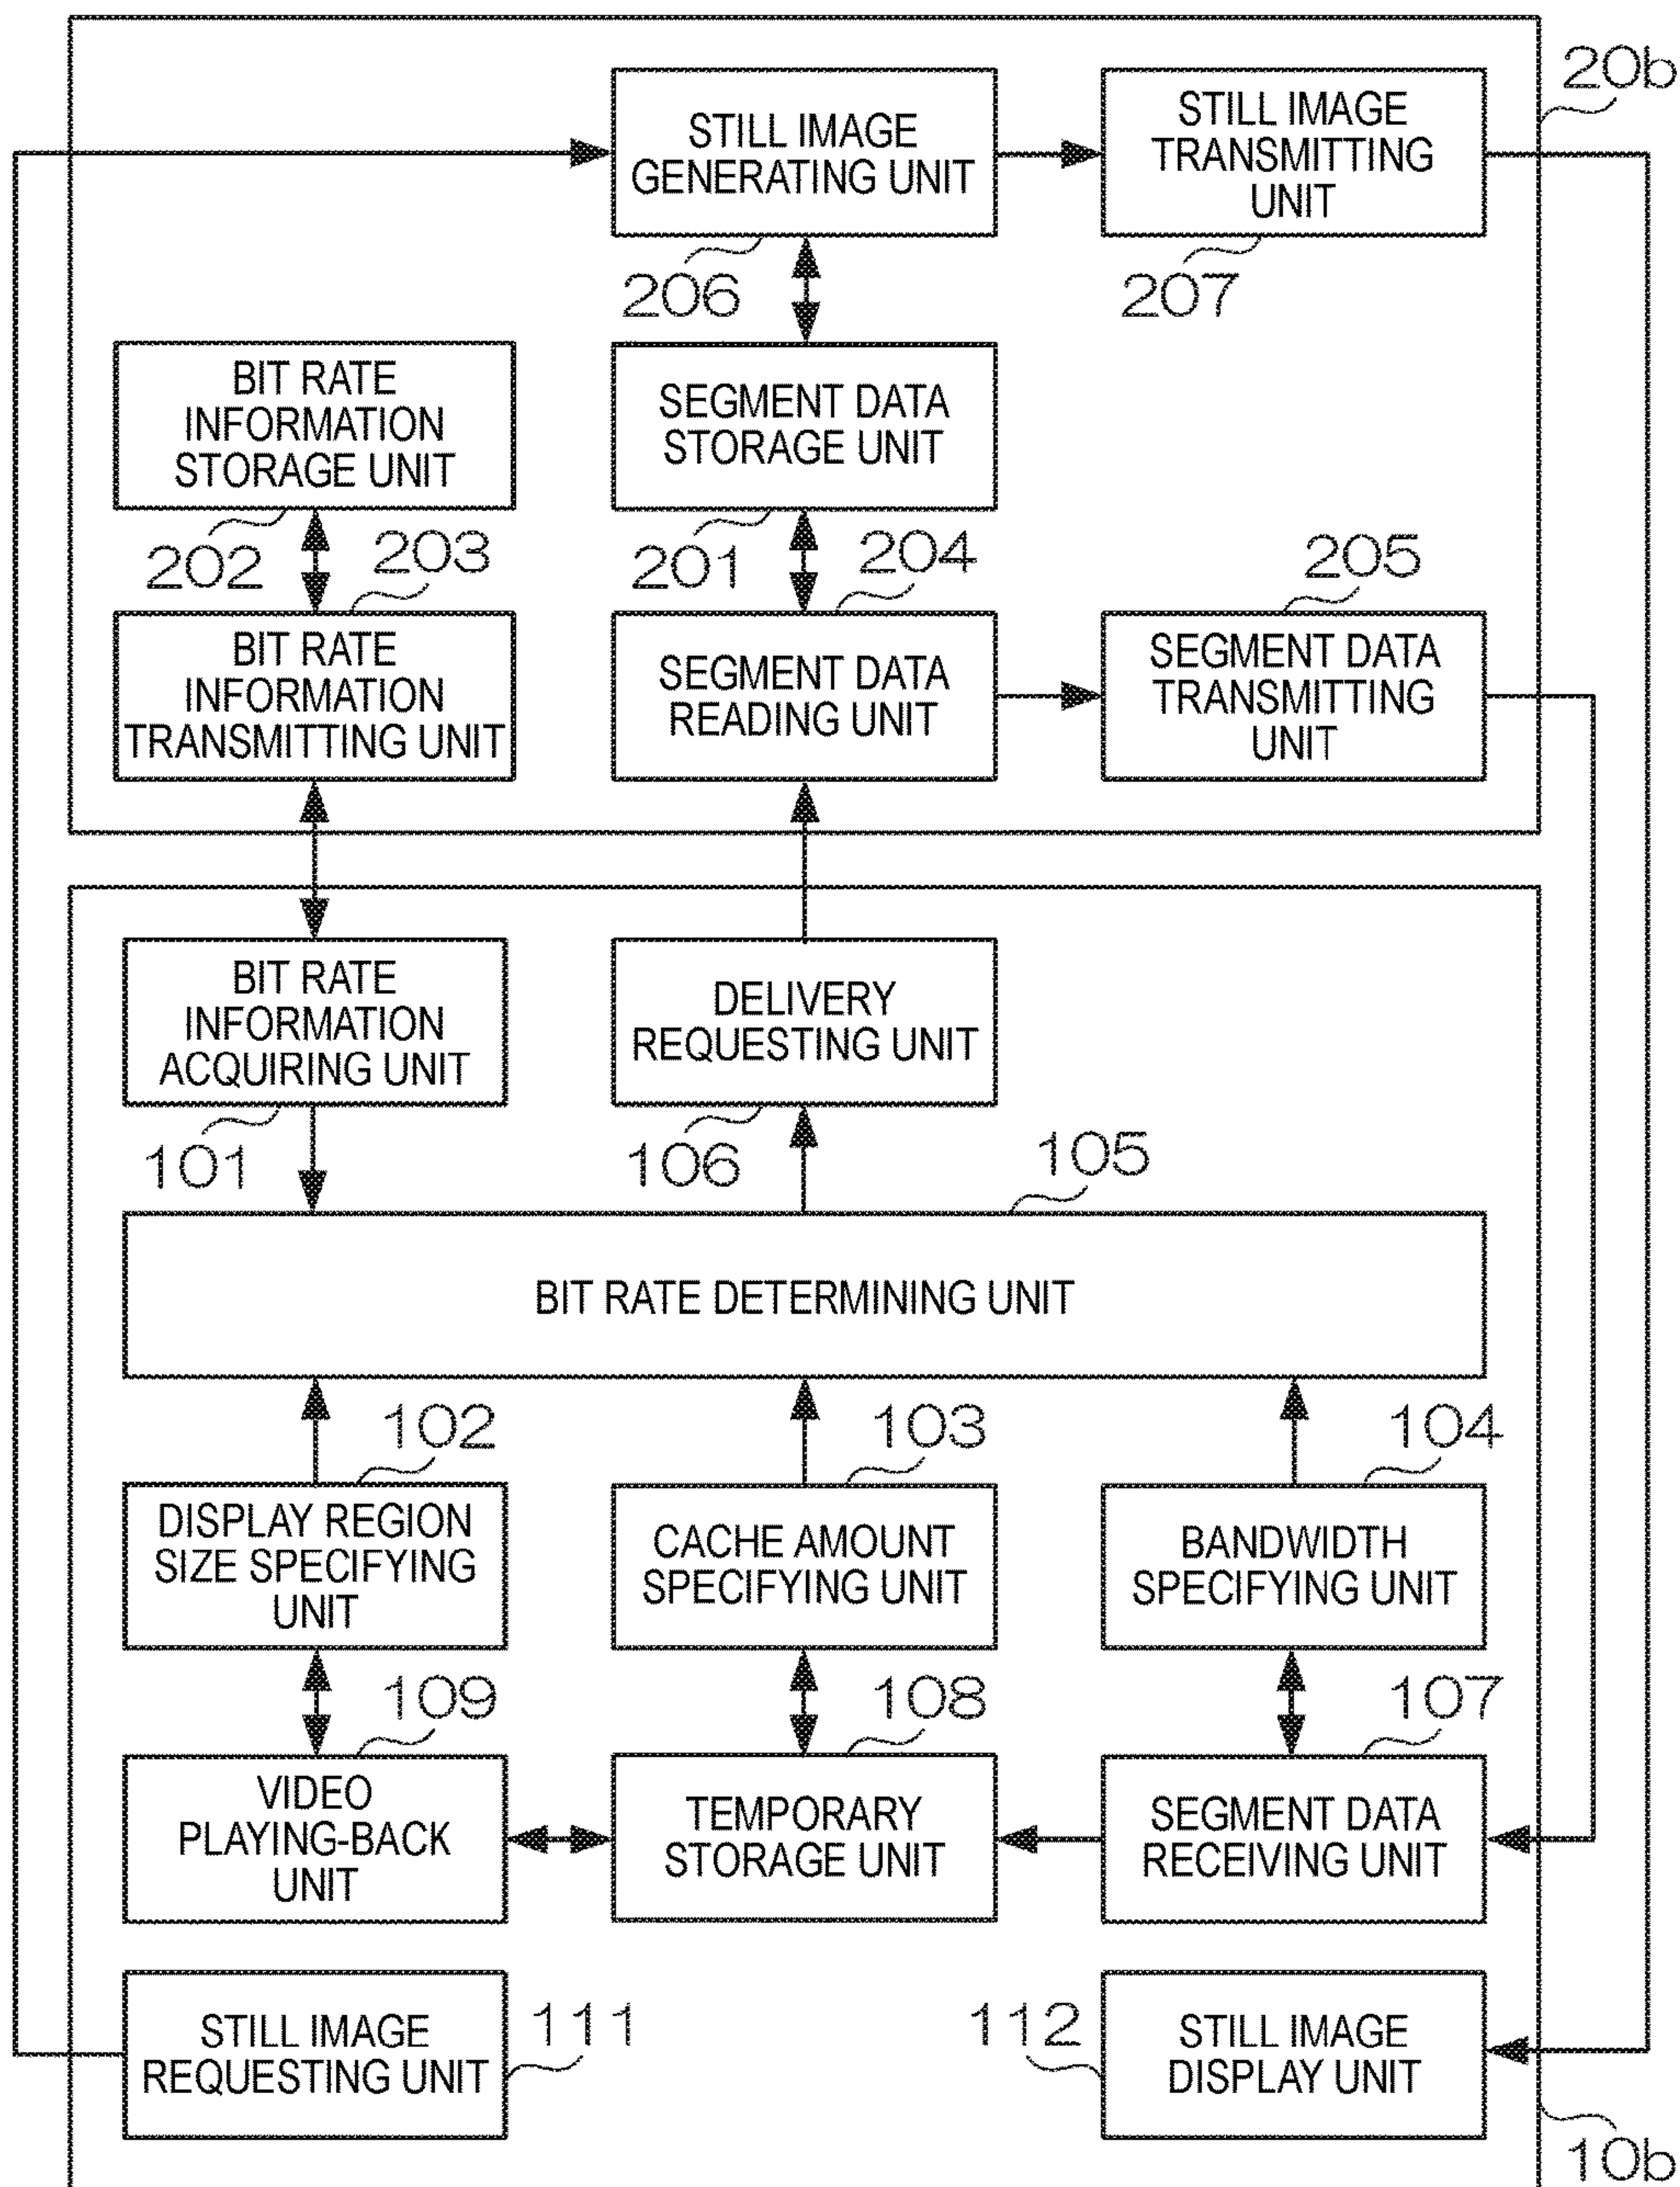 20b
STILL IMAGE
GENERATING UNIT
206
STILL IMAGE
TRANSMITTING
UNIT
207
BIT RATE
INFORMATION
STORAGE UNIT
202
SEGMENT DATA
STORAGE UNIT
201
203
BIT RATE
INFORMATION
TRANSMITTING UNIT
204
SEGMENT DATA
READING UNIT
205
SEGMENT DATA
TRANSMITTING
UNIT
BIT RATE
INFORMATION
ACQUIRING UNIT
101
DELIVERY
REQUESTING UNIT
106
105
BIT RATE DETERMINING UNIT
102
DISPLAY REGION
SIZE SPECIFYING
UNIT
103
CACHE AMOUNT
SPECIFYING UNIT
104
BANDWIDTH
SPECIFYING UNIT
109
VIDEO
PLAYING-BACK
UNIT
108
TEMPORARY
STORAGE UNIT
107
SEGMENT DATA
RECEIVING UNIT
STILL IMAGE
REQUESTING UNIT
111
112
STILL IMAGE
DISPLAY UNIT
10b